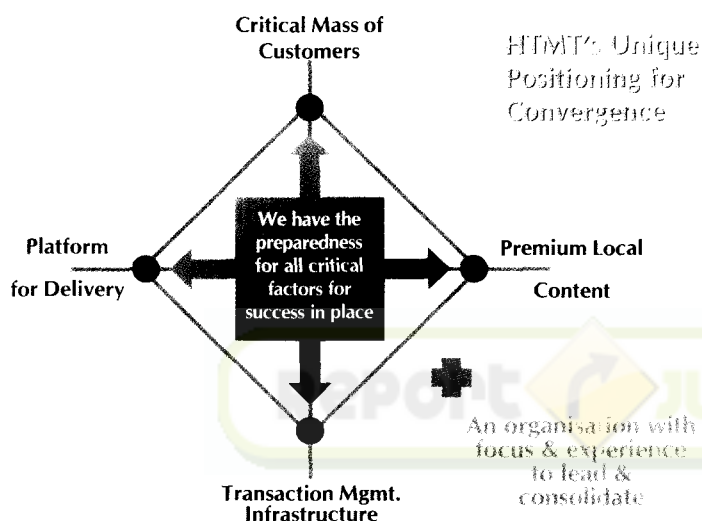 Critical Mass of
Customers
HTMT's Unique
Positioning for
Convergence
We have the
preparedness
for all critical
factors for
success in place
Platform
for Delivery
Premium Local
Content
REPORT
An organisation with
focus & experience
to lead &
consolidate
Transaction Mgmt.
Infrastructure